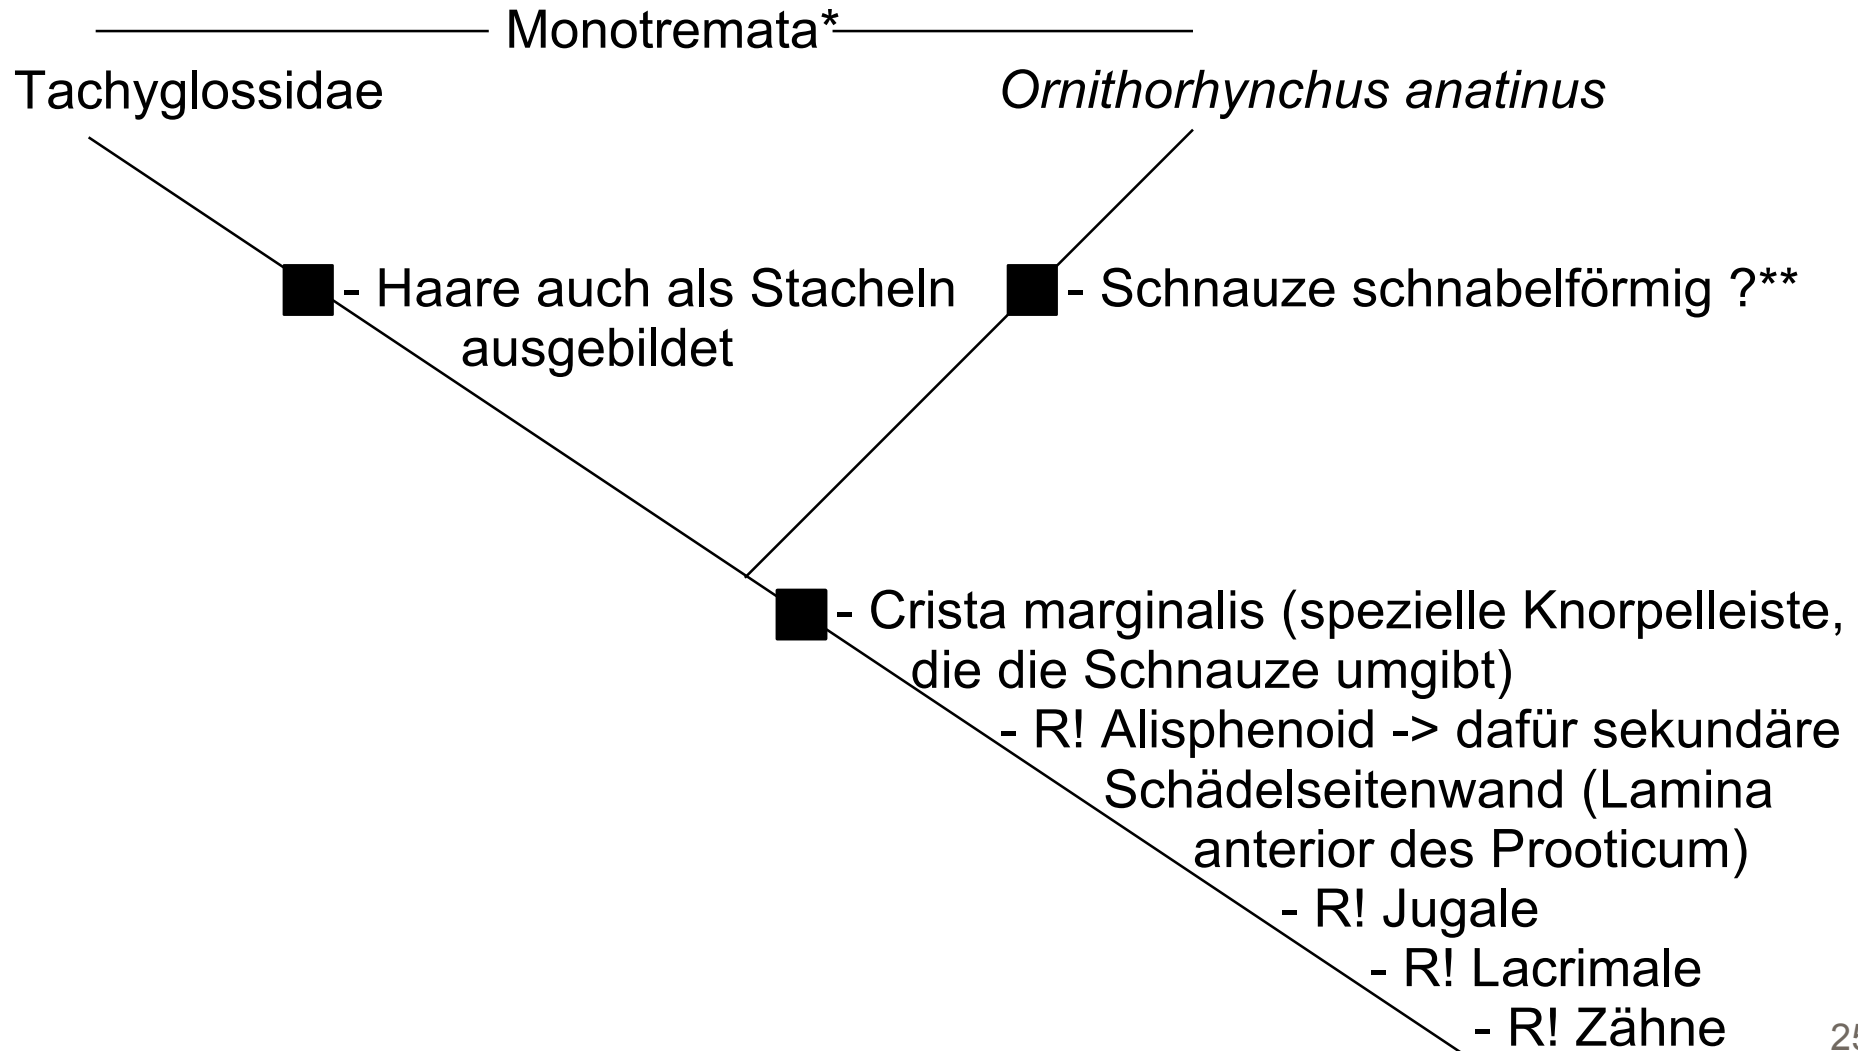 Monotremata*
Tachyglossidae
Ornithorhynchus anatinus
- Haare auch als Stacheln
ausgebildet
- Schnauze schnabelförmig ?**
- Crista marginalis (spezielle Knorpelleiste,
die die Schnauze umgibt)
- R! Alisphenoid -> dafür sekundäre
Schädelseitenwand (Lamina
anterior des Prooticum)
- R! Jugale
- R! Lacrimale
- R! Zähne